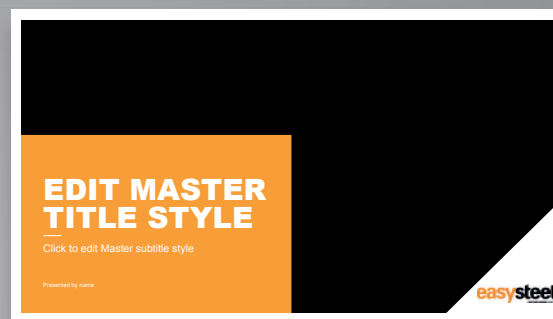 EDIT MASTER
TITLE STYLE
Click to edit Master subtitle style
Presented by name
easysteel